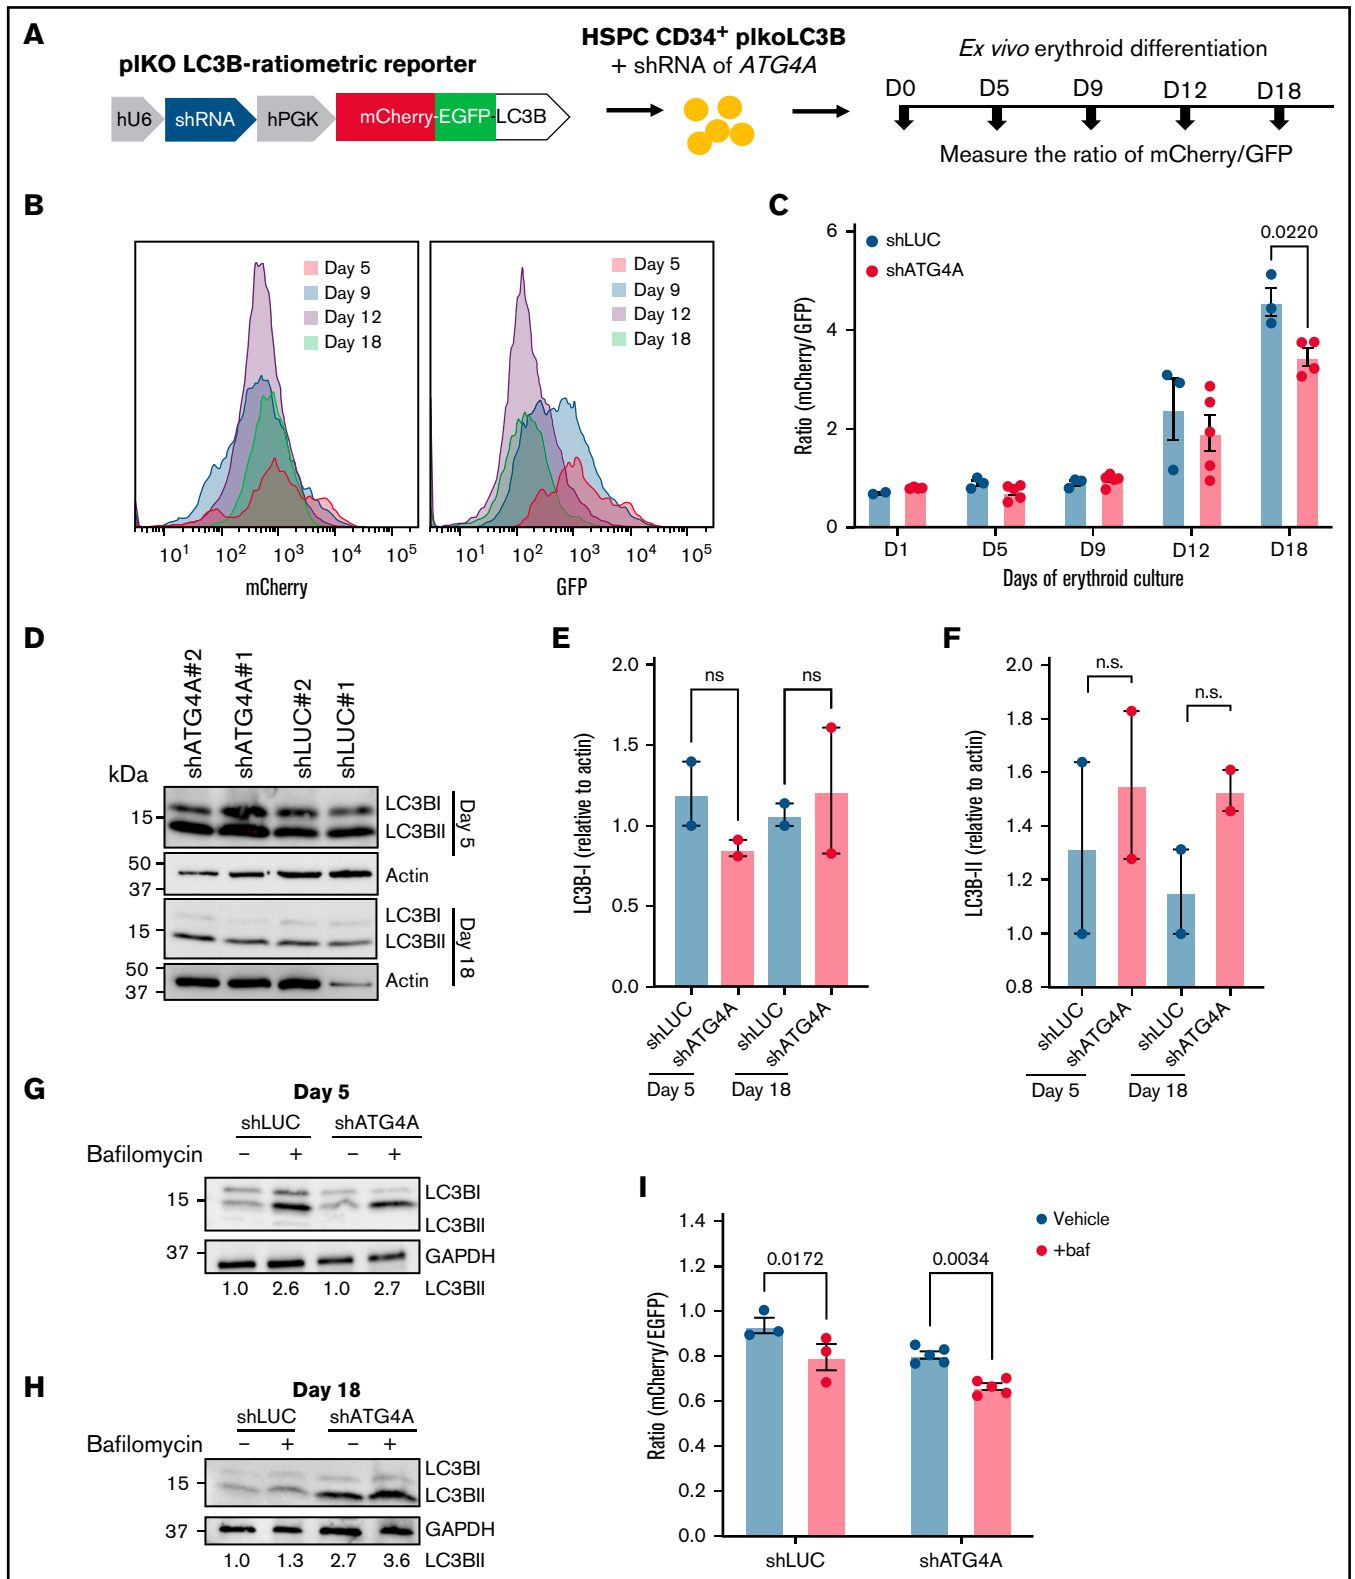 A
pIKO LC3B-ratiometric reporter
hU6
shRNA
hPGK
mCherry-EGFP-LC3B
HSPC CD34+ plkoLC3B
+ shRNA of ATG4A
Ex vivo erythroid differentiation
D0 D5 D9 D12 D18
Measure the ratio of mCherry/GFP
B
Day 5
Day 9
Day 12
Day 18
10¹ 10² 10³ 10⁴ 10⁵
mCherry
Day 5
Day 9
Day 12
Day 18
10¹ 10² 10³ 10⁴ 10⁵
GFP
C
shLUC
shATG4A
0.0220
Ratio (mCherry/GFP)
6
4
2
0
D1 D5 D9 D12 D18
Days of erythroid culture
D
shATG4A#2
shATG4A#1
shLUC#2
shLUC#1
kDa
15
LC3BI
LC3BII
Day 5
50
37
Actin
15
LC3BI
LC3BII
Day 18
50
37
Actin
E
LC3B-I (relative to actin)
2.0
1.5
1.0
0.5
0.0
ns
ns
shLUC
shATG4A
shLUC
shATG4A
Day 5
Day 18
F
LC3B-II (relative to actin)
2.0
1.8
1.6
1.4
1.2
1.0
0.8
n.s.
n.s.
shLUC
shATG4A
shLUC
shATG4A
Day 5
Day 18
G
Day 5
shLUC shATG4A
Bafilomycin – + – +
15
LC3BI
LC3BII
37
GAPDH
1.0 2.6 1.0 2.7 LC3BII
H
Day 18
shLUC shATG4A
Bafilomycin – + – +
15
LC3BI
LC3BII
37
GAPDH
1.0 1.3 2.7 3.6 LC3BII
I
Ratio (mCherry/EGFP)
1.4
1.2
1.0
0.8
0.6
0.4
0.2
0.0
0.0172
0.0034
Vehicle
+baf
shLUC
shATG4A